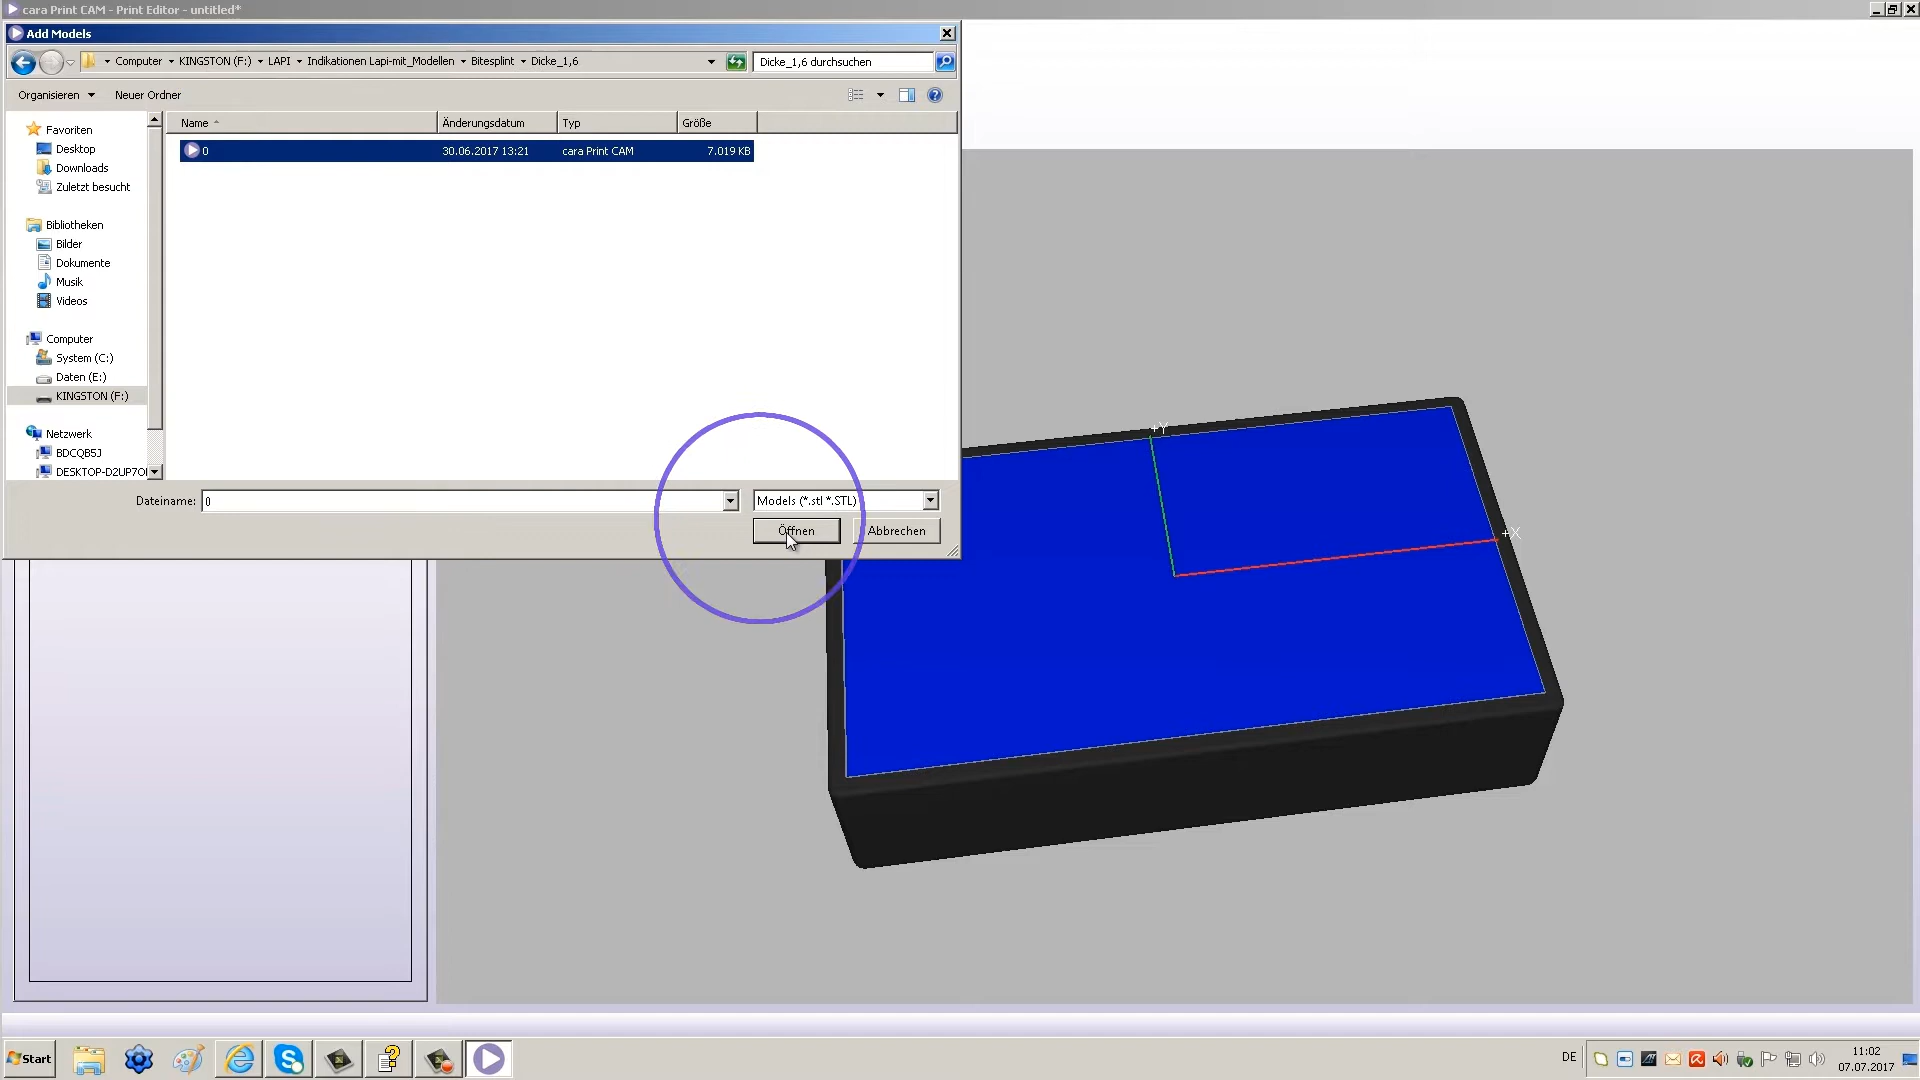 cara Print CAM - Print Editor - untitled*
Add Models
Computer KINGSTON (F:) LAPI Indikationen Lapi-mit_Modellen Bitesplint Dicke_1,6
Dicke_1,6 durchsuchen
Organisieren Neuer Ordner
Name Änderungsdatum Typ Größe
0 30.06.2017 13:21 cara Print CAM 7.019 KB
Favoriten
Desktop
Downloads
Zuletzt besucht
Bibliotheken
Bilder
Dokumente
Musik
Videos
Computer
System (C:)
Daten (E:)
KINGSTON (F:)
Netzwerk
BDCQB5J
DESKTOP-D2UP7O
Dateiname: 0 Models (*.stl *.STL)
Öffnen Abbrechen
+Y
+X
Start
DE
11:02
07.07.2017